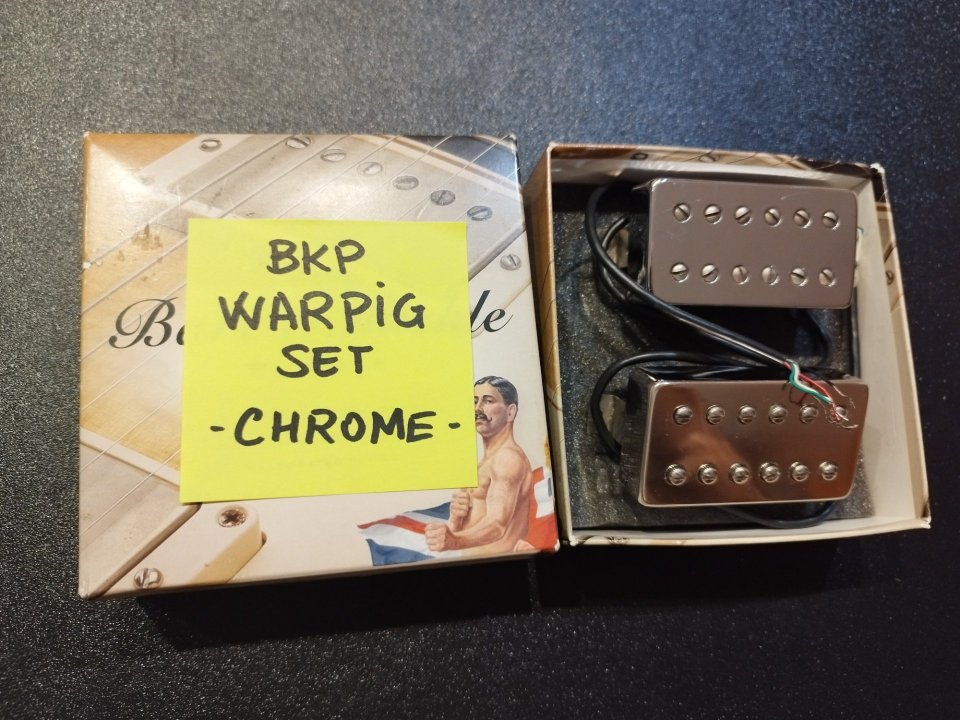 BKP
WARPiG
SET
-CHROME-